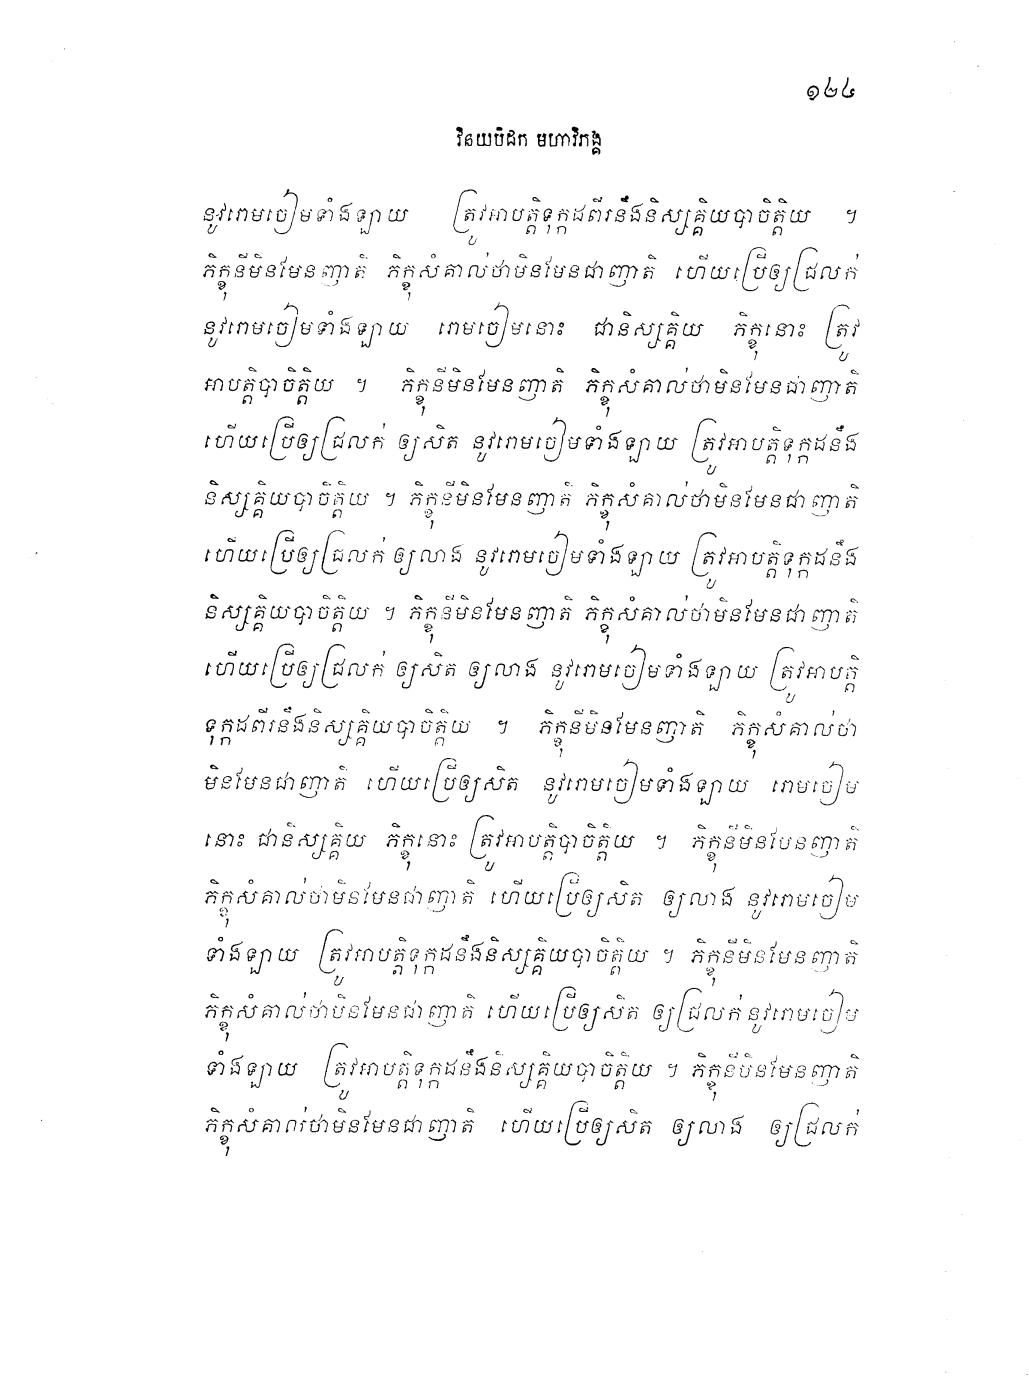 ១២៤
វិនយបិដក មហាវិភង្គ
នូវរោមចៀមទាំងឡាយ ត្រូវអាបត្តិទុក្កដពីរនឹងនិស្សគ្គិយបាចិត្តិយ ។
ភិក្ខុនីមិនមែនញាតិ ភិក្ខុសំគាល់ថាមិនមែនជាញាតិ ហើយប្រើឲ្យជ្រលក់
នូវរោមចៀមទាំងឡាយ រោមចៀមនោះ ជានិស្សគ្គិយ ភិក្ខុនោះ ត្រូវ
អាបត្តិបាចិត្តិយ ។ ភិក្ខុនីមិនមែនញាតិ ភិក្ខុសំគាល់ថាមិនមែនជាញាតិ
ហើយប្រើឲ្យជ្រលក់ ឲ្យសិត នូវរោមចៀមទាំងឡាយ ត្រូវអាបត្តិទុក្កដនឹង
និស្សគ្គិយបាចិត្តិយ ។ ភិក្ខុនីមិនមែនញាតិ ភិក្ខុសំគាល់ថាមិនមែនជាញាតិ
ហើយប្រើឲ្យជ្រលក់ ឲ្យលាង នូវរោមចៀមទាំងឡាយ ត្រូវអាបត្តិទុក្កដនឹង
និស្សគ្គិយបាចិត្តិយ ។ ភិក្ខុនីមិនមែនញាតិ ភិក្ខុសំគាល់ថាមិនមែនជាញាតិ
ហើយប្រើឲ្យជ្រលក់ ឲ្យសិត ឲ្យលាង នូវរោមចៀមទាំងឡាយ ត្រូវអាបត្តិ
ទុក្កដពីរនឹងនិស្សគ្គិយបាចិត្តិយ ។ ភិក្ខុនីមិនមែនញាតិ ភិក្ខុសំគាល់ថា
មិនមែនជាញាតិ ហើយប្រើឲ្យសិត នូវរោមចៀមទាំងឡាយ រោមចៀម
នោះ ជានិស្សគ្គិយ ភិក្ខុនោះ ត្រូវអាបត្តិបាចិត្តិយ ។ ភិក្ខុនីមិនមែនញាតិ
ភិក្ខុសំគាល់ថាមិនមែនជាញាតិ ហើយប្រើឲ្យសិត ឲ្យលាង នូវរោមចៀម
ទាំងឡាយ ត្រូវអាបត្តិទុក្កដនឹងនិស្សគ្គិយបាចិត្តិយ ។ ភិក្ខុនីមិនមែនញាតិ
ភិក្ខុសំគាល់ថាមិនមែនជាញាតិ ហើយប្រើឲ្យសិត ឲ្យជ្រលក់នូវរោមចៀម
ទាំងឡាយ ត្រូវអាបត្តិទុក្កដនឹងនិស្សគ្គិយបាចិត្តិយ ។ ភិក្ខុនីមិនមែនញាតិ
ភិក្ខុសំគាល់ថាមិនមែនជាញាតិ ហើយប្រើឲ្យសិត ឲ្យលាង ឲ្យជ្រលក់